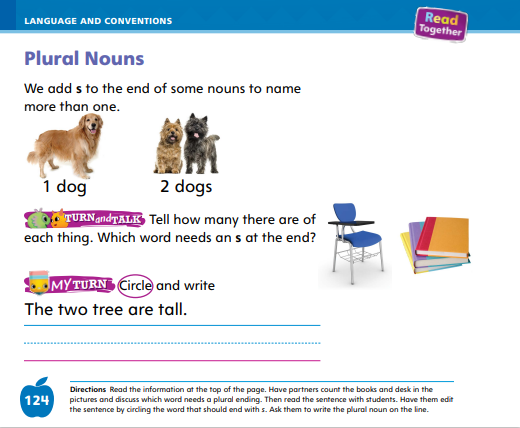 LANGUAGE AND CONVENTIONS
Read
Together
Plural Nouns
We add s to the end of some nouns to name
more than one.
1 dog
2 dogs
TURN and TALK Tell how many there are of
each thing. Which word needs an s at the end?
MY TURN Circle and write
The two tree are tall.
124
Directions Read the information at the top of the page. Have partners count the books and desk in the
pictures and discuss which word needs a plural ending. Then read the sentence with students. Have them edit
the sentence by circling the word that should end with s. Ask them to write the plural noun on the line.